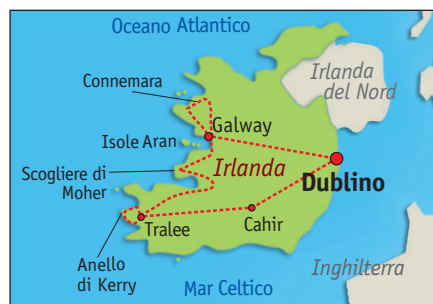 Oceano Atlantico
Connemara
Irlanda
del Nord
Galway
Isole Aran
Irlanda
Scogliere di
Moher
Dublino
Cahir
Tralee
Anello
di Kerry
Mar Celtico
Inghilterra